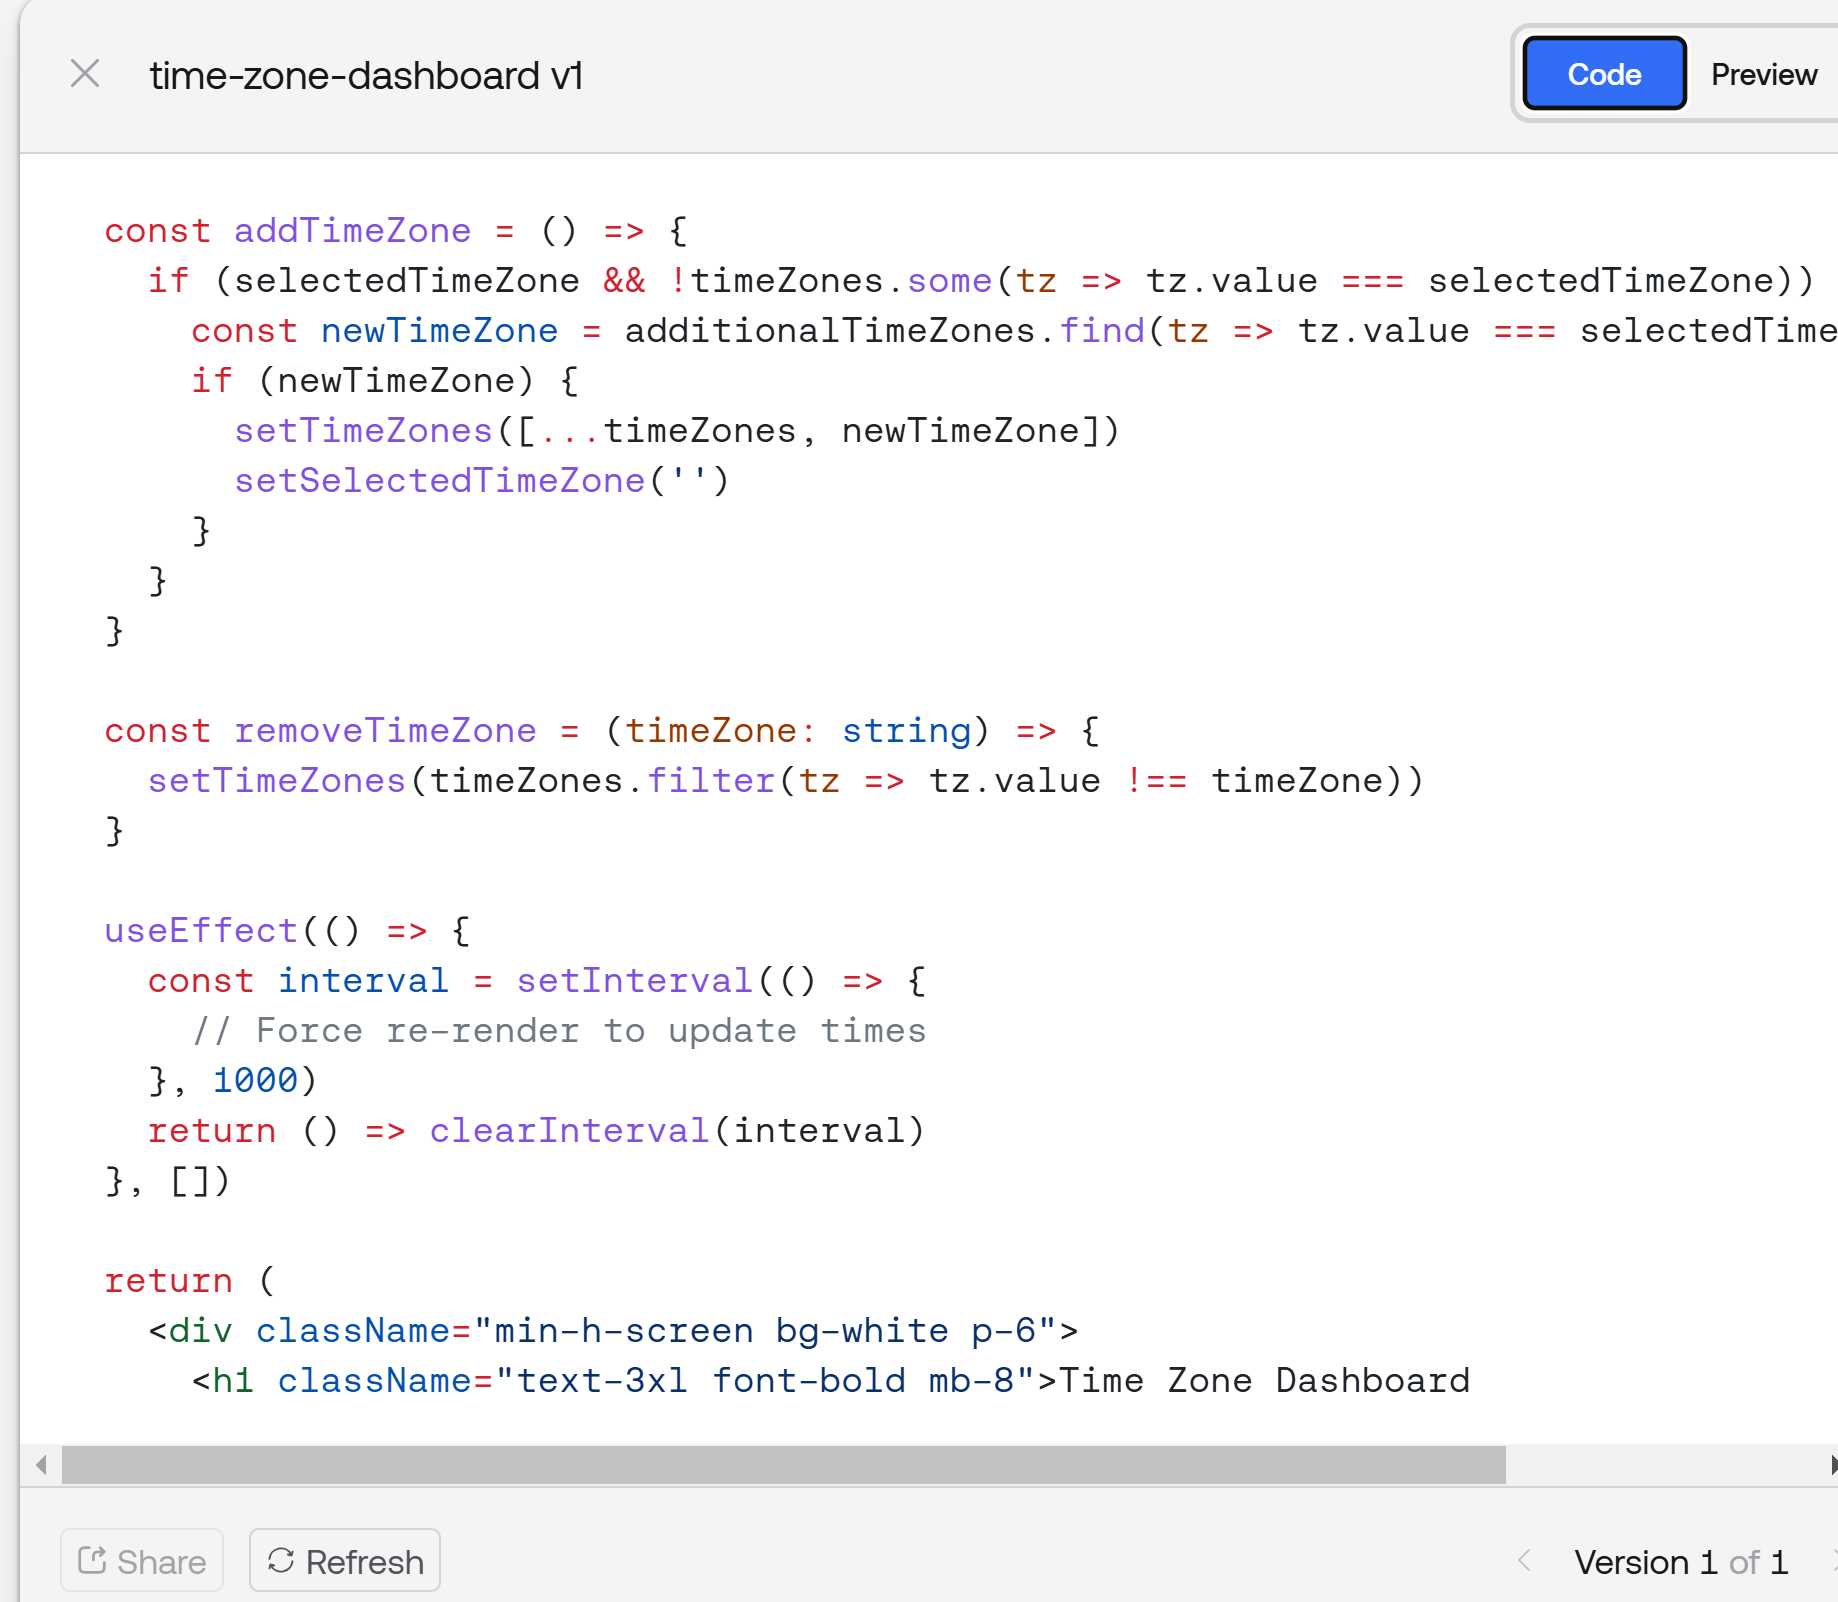 time-zone-dashboard v1
Code
Preview
const addTimeZone = () => {
if (selectedTimeZone && !timeZones.some(tz => tz.value === selectedTimeZone))
const newTimeZone = additionalTimeZones.find(tz => tz.value === selectedTime
if (newTimeZone) {
setTimeZones([...timeZones, newTimeZone])
setSelectedTimeZone('')
}
}
}
const removeTimeZone = (timeZone: string) => {
setTimeZones(timeZones.filter(tz => tz.value !== timeZone))
}
useEffect(() => {
const interval = setInterval(() => {
// Force re-render to update times
}, 1000)
return () => clearInterval(interval)
}, [])
return (
<div className="min-h-screen bg-white p-6">
<h1 className="text-3xl font-bold mb-8">Time Zone Dashboard
Share
Refresh
Version 1 of 1